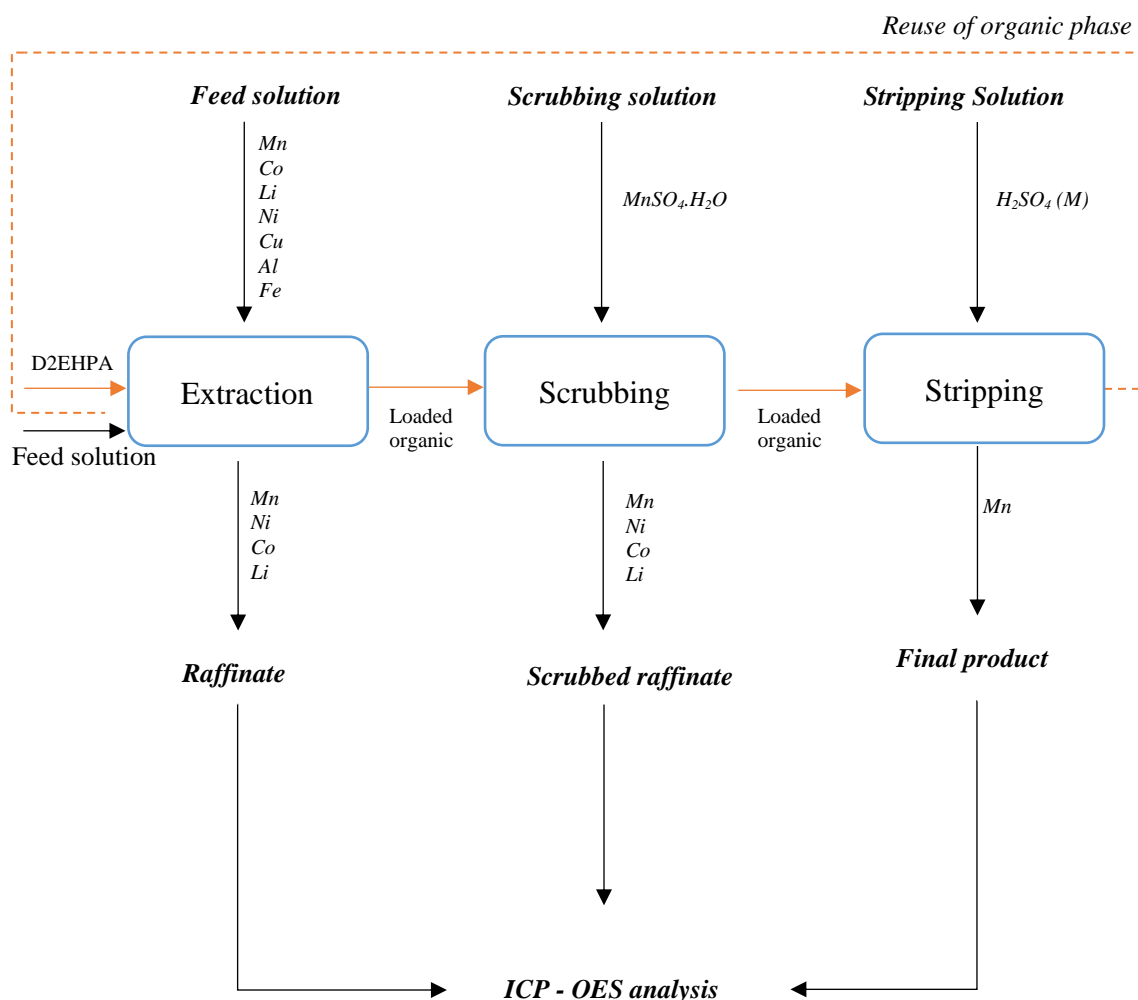 Reuse of organic phase
Feed solution
Scrubbing solution
Stripping Solution
Mn
Co
Li
Ni
Cu
Al
Fe
MnSO₄.H₂O
H₂SO₄ (M)
D2EHPA
Extraction
Scrubbing
Stripping
Loaded
organic
Loaded
organic
Feed solution
Mn
Ni
Co
Li
Mn
Ni
Co
Li
Mn
Raffinate
Scrubbed raffinate
Final product
ICP - OES analysis